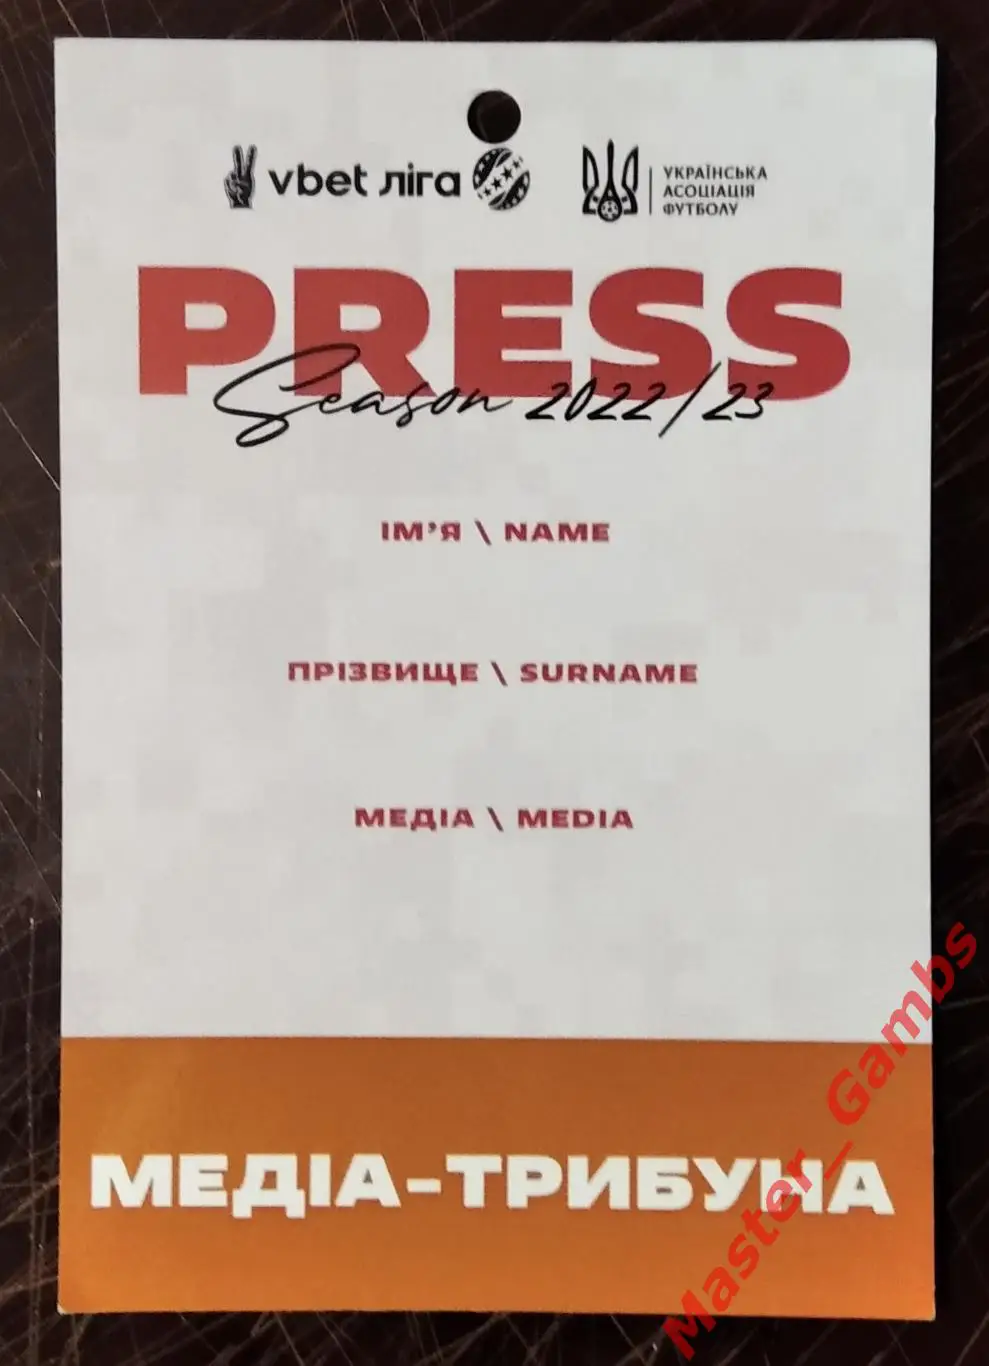 vbet ліга
УКРАЇНСЬКА
АСОЦІАЦІЯ
ФУТБОЛУ
PRESS
Season 2022/23
ІМ'Я \ NAME
ПРІЗВИЩЕ \ SURNAME
МЕДІА \ MEDIA
МЕДІА-ТРИБУНА
Master_Gambs